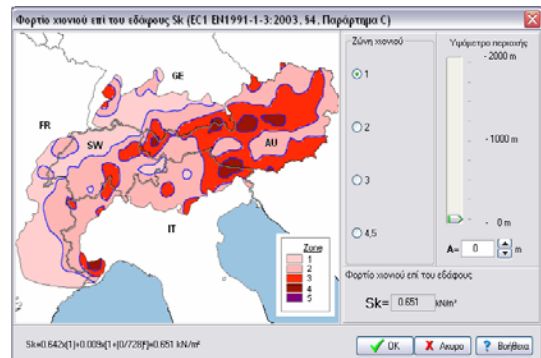 Φορτίο χιονιού επί του εδάφους Sk (EC1 EN1991-1-3:2003, §4, Παράρτημα C)
GE
FR
SW
AU
IT
Zone
1
2
3
4
5
Ζώνη χιονιού
1
2
3
4,5
Υψόμετρο περιοχής
- 2000 m
- 1000 m
- 0 m
A= 0 m
Φορτίο χιονιού επί του εδάφους
Sk= 0.651 kN/m²
Sk=0.642x(1)+0.009x[1+(0/728)²]=0.651 kN/m²
OK
Άκυρο
Βοήθεια